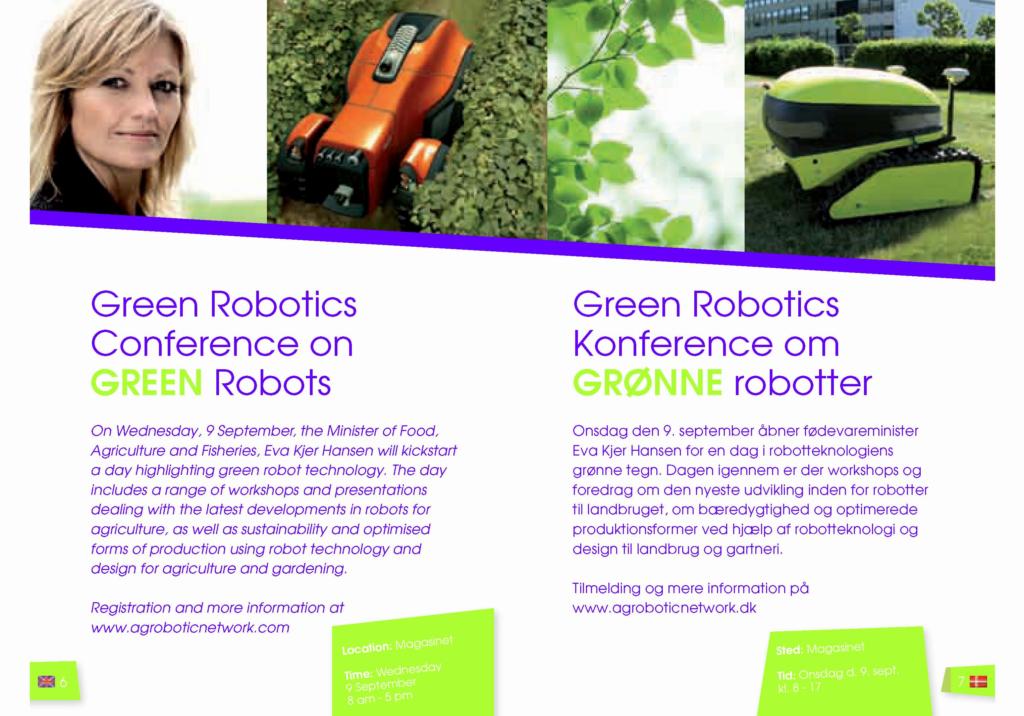 Green Robotics
Conference on
GREEN Robots
On Wednesday, 9 September, the Minister of Food,
Agriculture and Fisheries, Eva Kjer Hansen will kickstart
a day highlighting green robot technology. The day
includes a range of workshops and presentations
dealing with the latest developments in robots for
agriculture, as well as sustainability and optimised
forms of production using robot technology and
design for agriculture and gardening.
Registration and more information at
www.agroboticnetwork.com
Location: Magasinet
Time: Wednesday
9 September
8 am - 5 pm
6
Green Robotics
Konference om
GRØNNE robotter
Onsdag den 9. september åbner fødevareminister
Eva Kjer Hansen for en dag i robotteknologiens
grønne tegn. Dagen igennem er der workshops og
foredrag om den nyeste udvikling inden for robotter
til landbruget, om bæredygtighed og optimerede
produktionsformer ved hjælp af robotteknologi og
design til landbrug og gartneri.
Tilmelding og mere information på
www.agroboticnetwork.dk
Sted: Magasinet
Tid: Onsdag d. 9. sept.
kl. 8 - 17
7